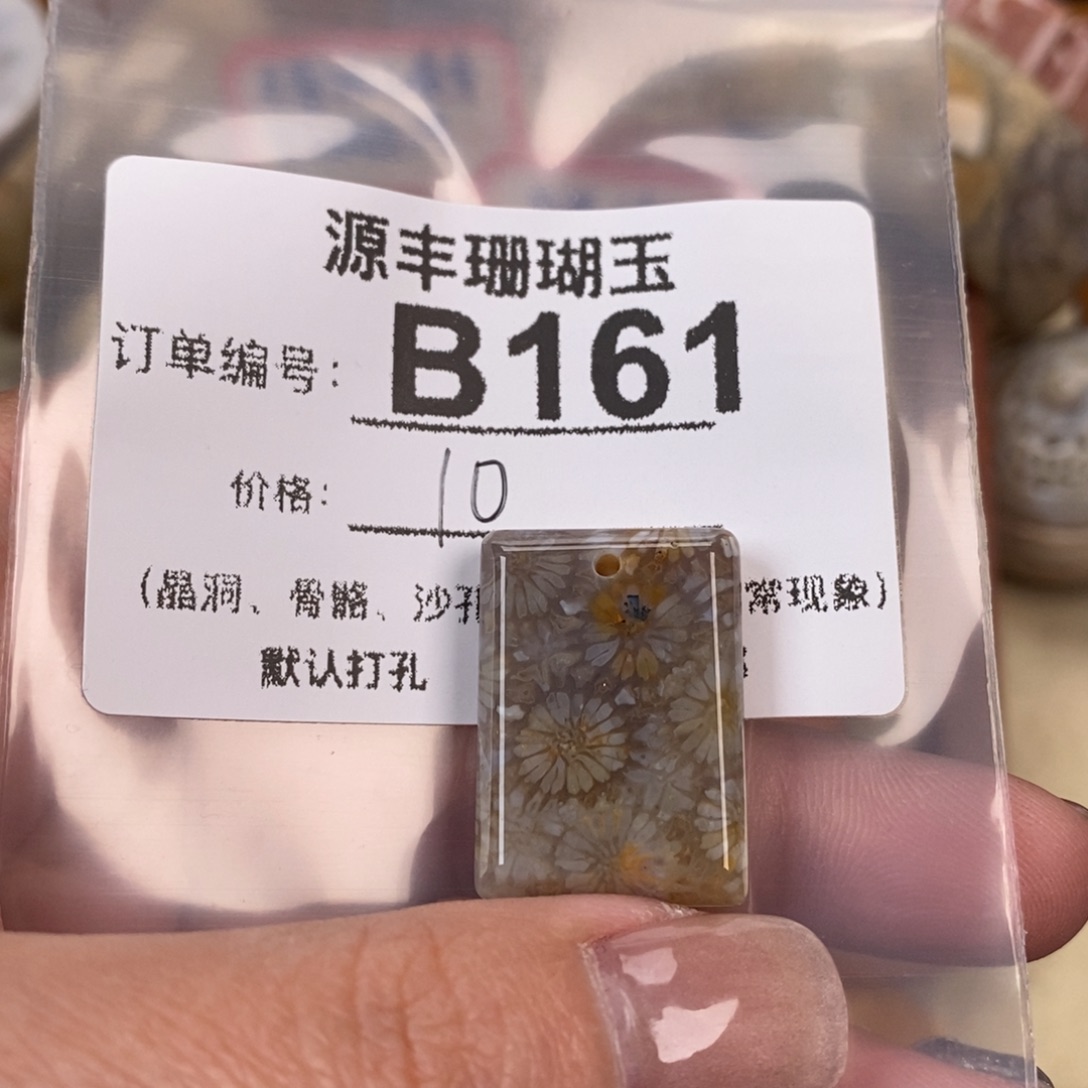 源丰珊瑚玉
订单编号: B161
价格: 10
(晶洞、骨骼、沙孔 常现象)
默认打孔